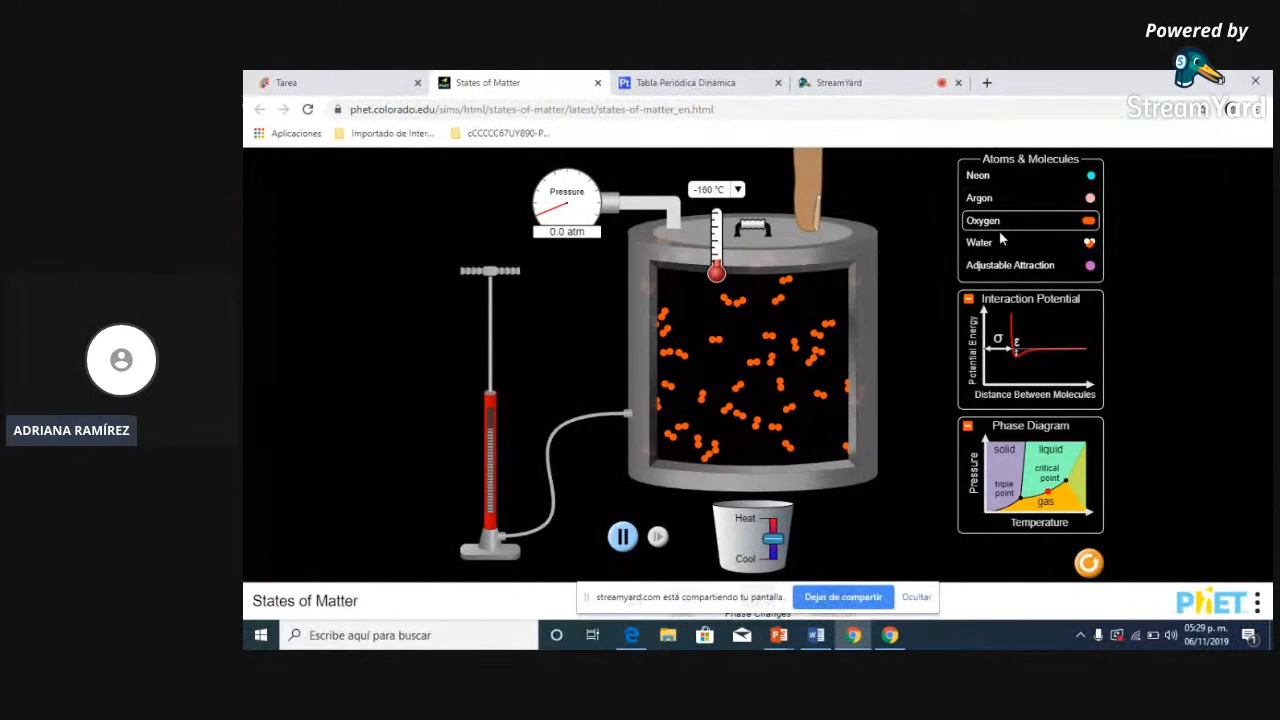 Powered by
StreamYard
Tarea
States of Matter
Tabla Periódica Dinámica
StreamYard
phet.colorado.edu/sims/html/states-of-matter/latest/states-of-matter_en.html
Aplicaciones
Importado de Inter...
cCCCCC67UY890-P...
Pressure
0.0 atm
-160 °C
Atoms & Molecules
Neon
Argon
Oxygen
Water
Adjustable Attraction
Interaction Potential
Potential Energy
σ
ε
Distance Between Molecules
Phase Diagram
Pressure
solid
liquid
critical
point
triple
point
gas
Temperature
Heat
Cool
ADRIANA RAMÍREZ
States of Matter
streamyard.com está compartiendo tu pantalla.
Dejar de compartir
Ocultar
Phase Changes
PhET
Escribe aquí para buscar
05:29 p. m.
06/11/2019